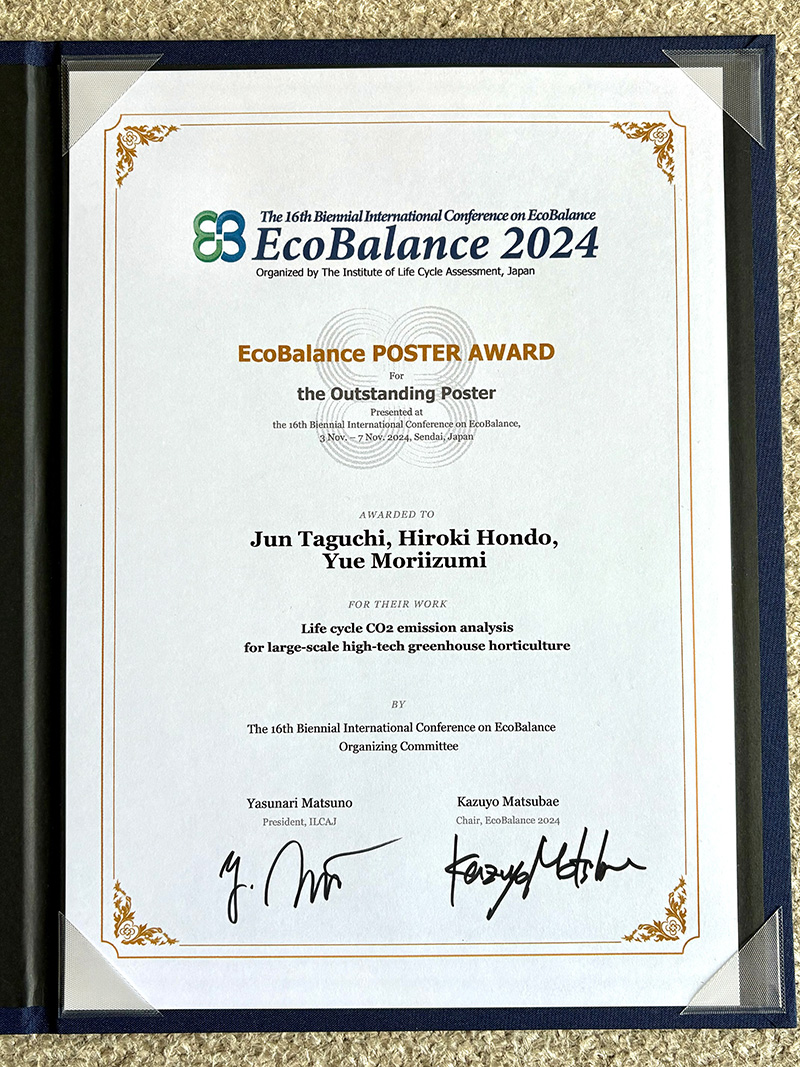 The 16th Biennial International Conference on EcoBalance
EcoBalance 2024
Organized by The Institute of Life Cycle Assessment, Japan
EcoBalance POSTER AWARD
For
the Outstanding Poster
Presented at
the 16th Biennial International Conference on EcoBalance,
3 Nov. – 7 Nov. 2024, Sendai, Japan
AWARDED TO
Jun Taguchi, Hiroki Hondo,
Yue Moriizumi
FOR THEIR WORK
Life cycle CO2 emission analysis
for large-scale high-tech greenhouse horticulture
BY
The 16th Biennial International Conference on EcoBalance
Organizing Committee
Yasunari Matsuno
President, ILCAJ
Kazuyo Matsubae
Chair, EcoBalance 2024